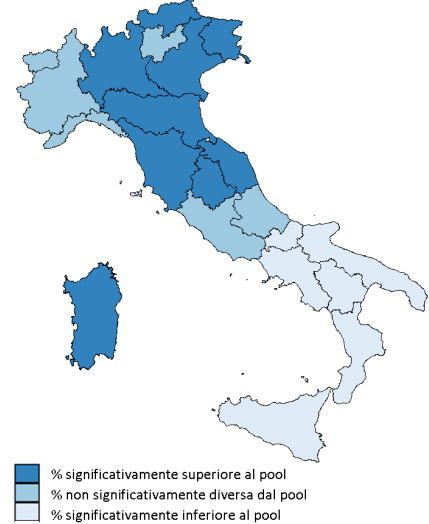 % significativamente superiore al pool
% non significativamente diversa dal pool
% significativamente inferiore al pool